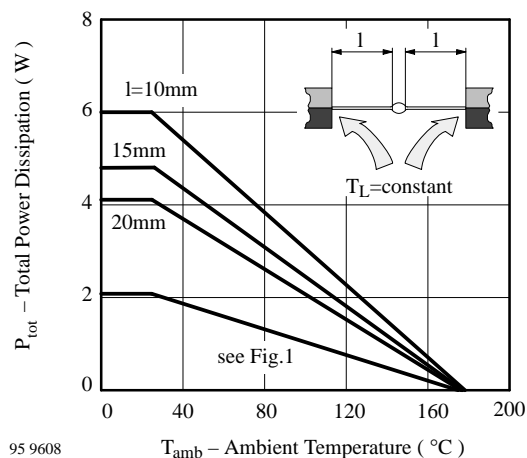 8
6
4
2
0
0 40 80 120 160 200
P_tot – Total Power Dissipation ( W )
l=10mm
15mm
20mm
see Fig.1
l l
T_L=constant
T_amb – Ambient Temperature ( °C )
95 9608